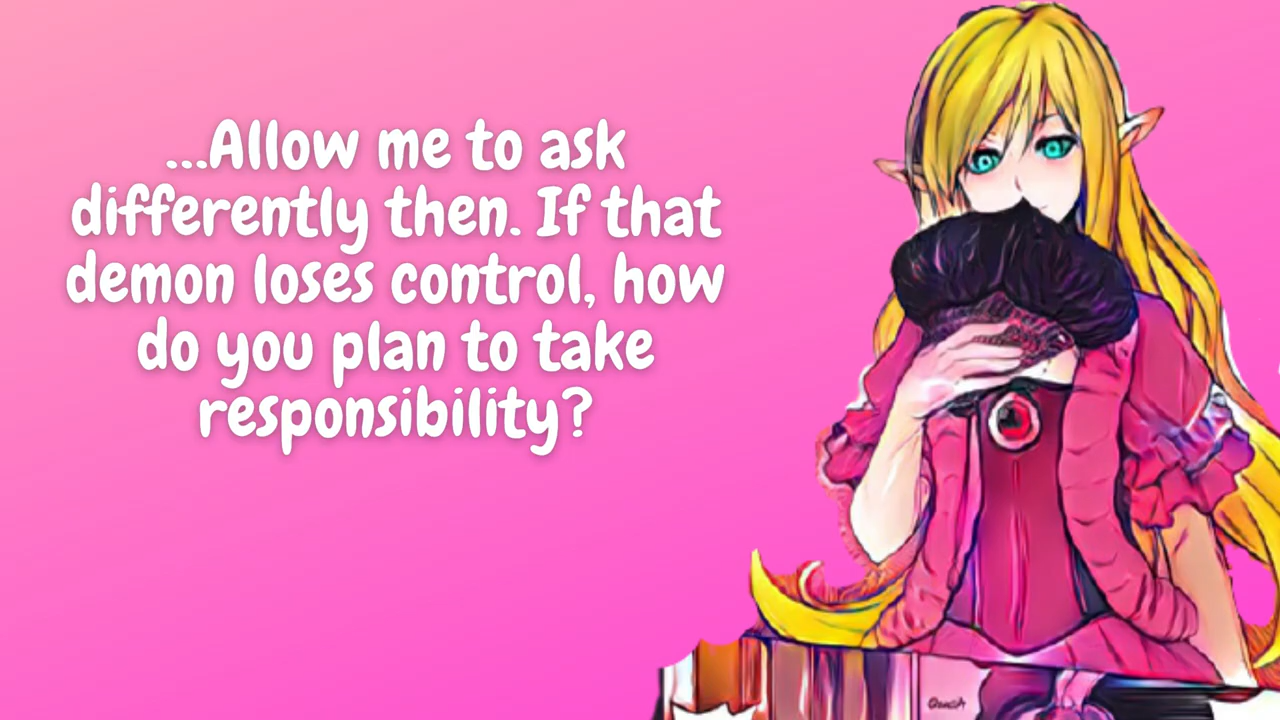 ...Allow me to ask
differently then. If that
demon loses control, how
do you plan to take
responsibility?